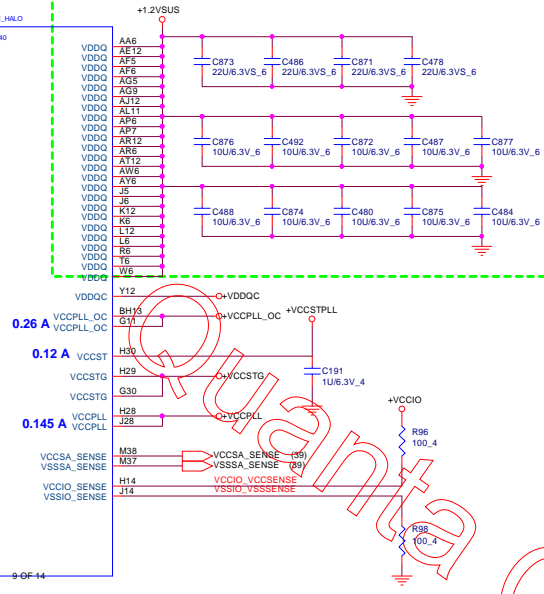 +1.2VSUS
_HALO
40
VDDQ AA6
VDDQ AE12
VDDQ AF5
VDDQ AF6
VDDQ AG5
VDDQ AG9
VDDQ AJ12
VDDQ AL11
VDDQ AP6
VDDQ AP7
VDDQ AR12
VDDQ AR6
VDDQ AT12
VDDQ AW6
VDDQ AY6
VDDQ J5
VDDQ J6
VDDQ K12
VDDQ K6
VDDQ L12
VDDQ L6
VDDQ R6
VDDQ T6
VDDQ W6
C873 C486 C871 C478
22U/6.3VS_6 22U/6.3VS_6 22U/6.3VS_6 22U/6.3VS_6
C876 C492 C872 C487 C877
10U/6.3V_6 10U/6.3V_6 10U/6.3V_6 10U/6.3V_6 10U/6.3V_6
C488 C874 C480 C875 C484
10U/6.3V_6 10U/6.3V_6 10U/6.3V_6 10U/6.3V_6 10U/6.3V_6
VDDQC Y12 +VDDQC
VCCPLL_OC BH13 +VCCPLL_OC
0.26 A
VCCPLL_OC G11
+VCCSTPLL
0.12 A
VCCST H30
VCCSTG H29 +VCCSTG
VCCSTG G30
C191
1U/6.3V_4
+VCCIO
VCCPLL H28 +VCCPLL
0.145 A
VCCPLL J28
R96
100_4
VCCSA_SENSE M38 VCCSA_SENSE (39)
VSSSA_SENSE M37 VSSSA_SENSE (39)
VCCIO_SENSE H14 VCCIO_VCCSENSE
VSSIO_SENSE J14 VSSIO_VSSSENSE
R98
100_4
9 OF 14
Quanta